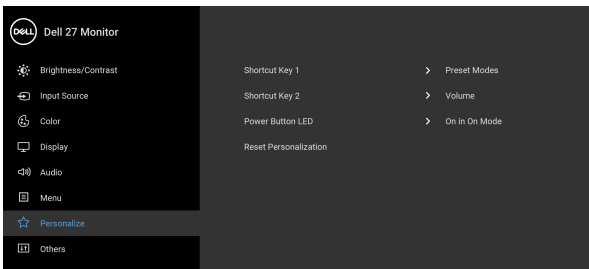 DELL Dell 27 Monitor
Brightness/Contrast
Input Source
Color
Display
Audio
Menu
Personalize
Others
Shortcut Key 1 Preset Modes
Shortcut Key 2 Volume
Power Button LED On in On Mode
Reset Personalization